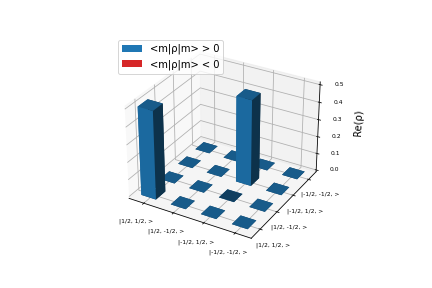 <m|ρ|m> > 0
<m|ρ|m> < 0
0.5
0.4
0.3
0.2
0.1
0.0
Re(ρ)
|-1/2, -1/2, >
|-1/2, 1/2, >
|1/2, -1/2, >
|1/2, 1/2, >
|1/2, 1/2, >
|1/2, -1/2, >
|-1/2, 1/2, >
|-1/2, -1/2, >